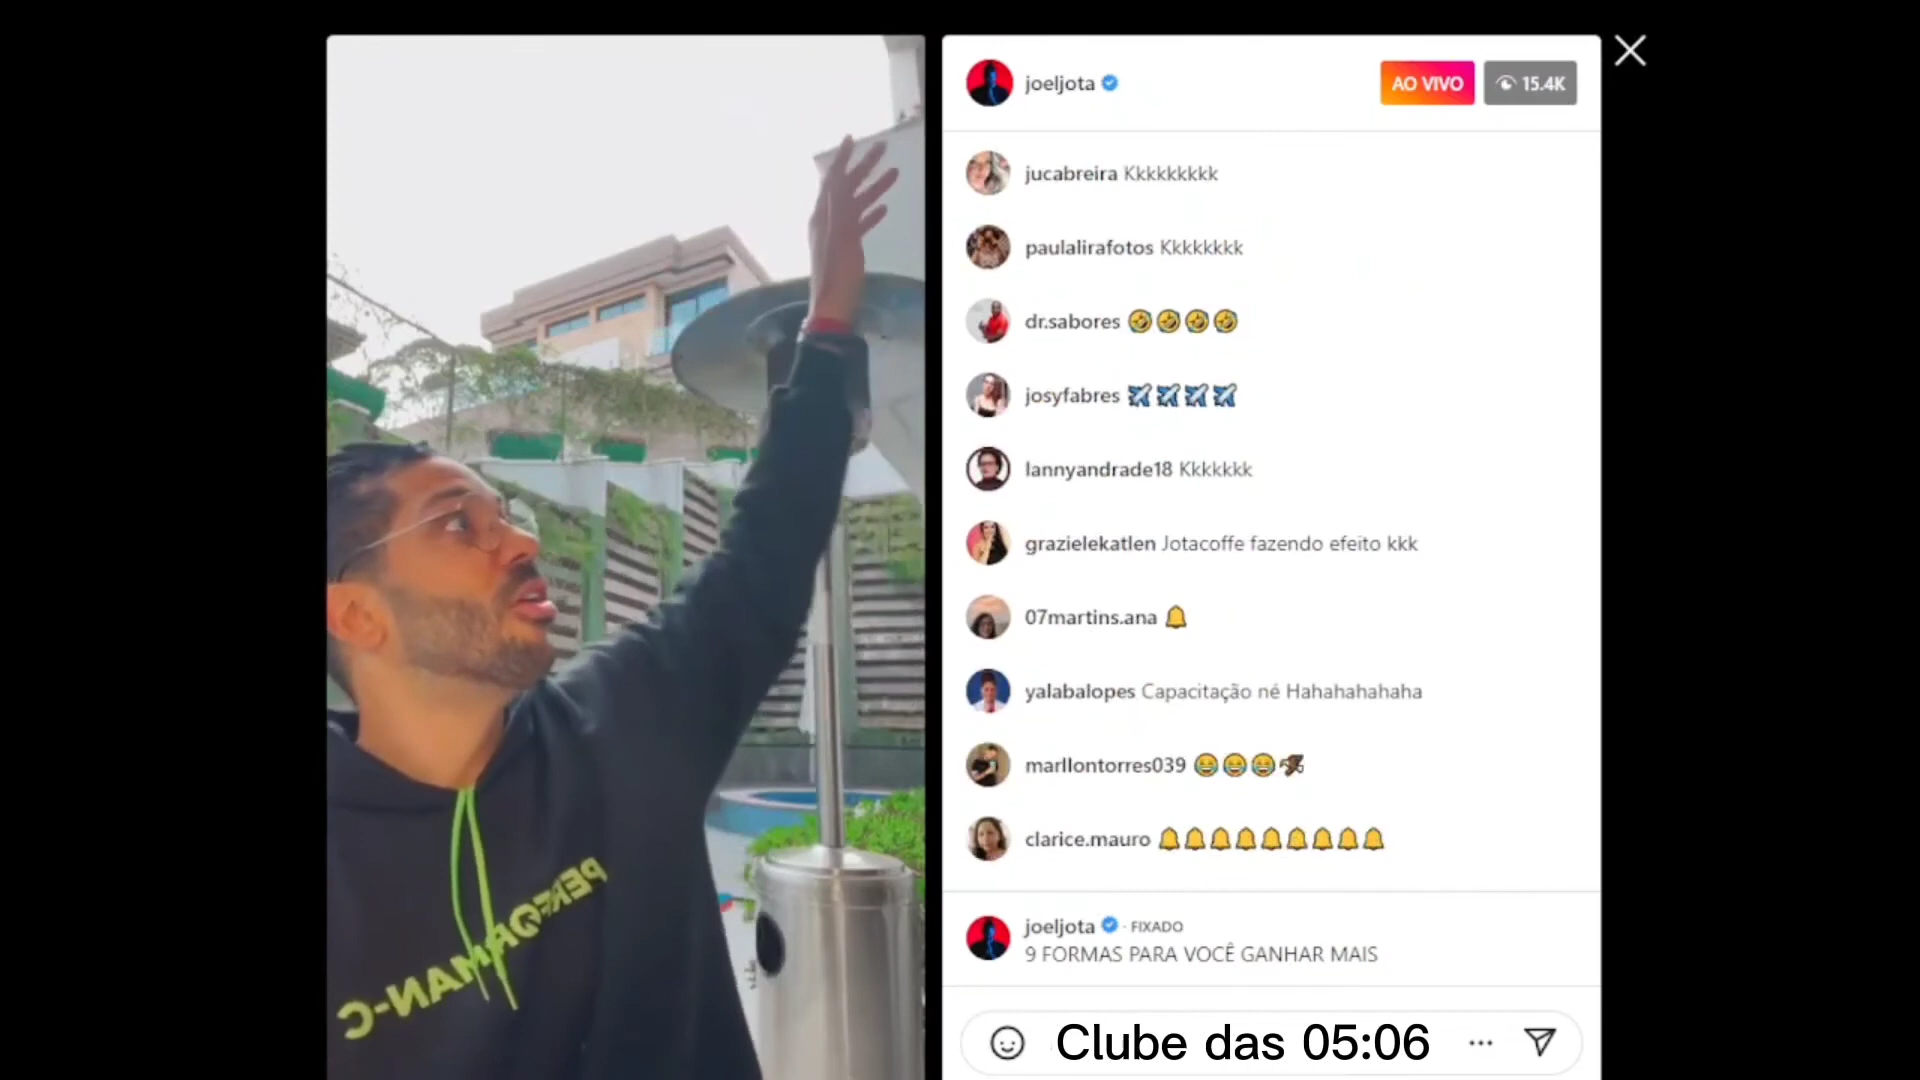 joeljota
AO VIVO
15.4K
jucabreira Kkkkkkkkk
paulalirafotos Kkkkkkkk
dr.sabores 🤣🤣🤣🤣
josyfabres ✈️✈️✈️✈️
lannyandrade18 Kkkkkkk
grazielekatlen Jotacoffe fazendo efeito kkk
07martins.ana 🔔
yalabalopes Capacitação né Hahahahahaha
marllontorres039 😂😂😂
clarice.mauro 🔔🔔🔔🔔🔔🔔🔔🔔🔔
joeljota · FIXADO
9 FORMAS PARA VOCÊ GANHAR MAIS
Clube das 05:06
PERFORMAN-C